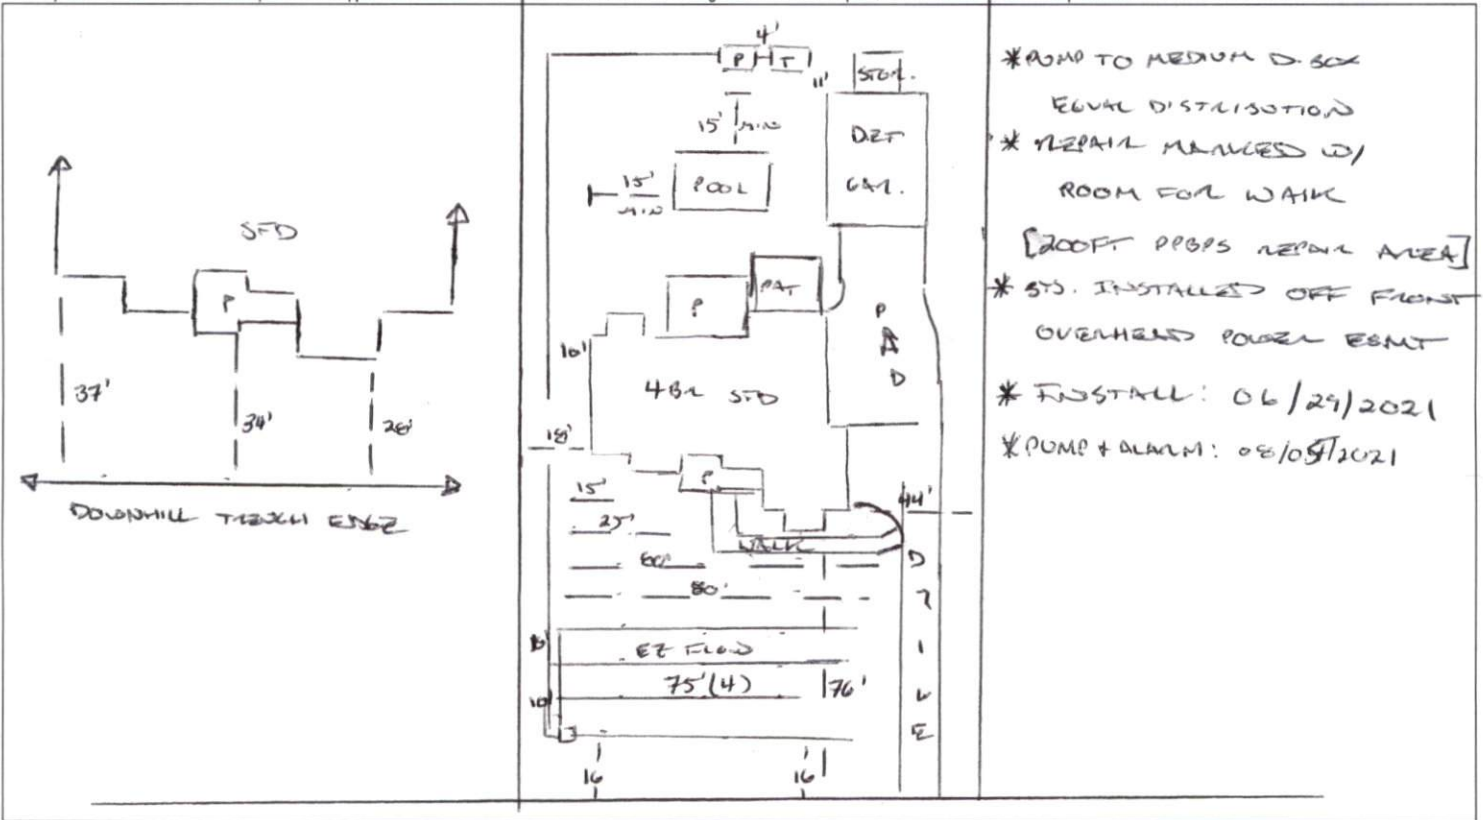 SFD
P
37'
34'
28'
DOWNHILL TRENCH EDGE
4'
P
T
11'
STOR.
15'
MIN
DET
GAR.
15'
MIN
POOL
P
PAT
P
A
D
10'
4BR SFD
18'
P
15'
25'
WALK
44'
60'
80'
D
R
I
V
E
EZ FLOW
75'(4)
76'
10'
16
16
*PUMP TO MEDIUM D-BOX
EQUAL DISTRIBUTION
* REPAIR MARKED W/
ROOM FOR WALK
[200FT PPBPS REPAIR AREA]
* SYS. INSTALLED OFF FRONT
OVERHEAD POWER ESMT
* INSTALL: 06/29/2021
*PUMP & ALARM: 08/05/2021